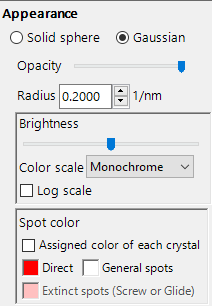 Appearance
Solid sphere Gaussian
Opacity
Radius 0.2000 1/nm
Brightness
Color scale Monochrome
Log scale
Spot color
Assigned color of each crystal
Direct General spots
Extinct spots (Screw or Glide)